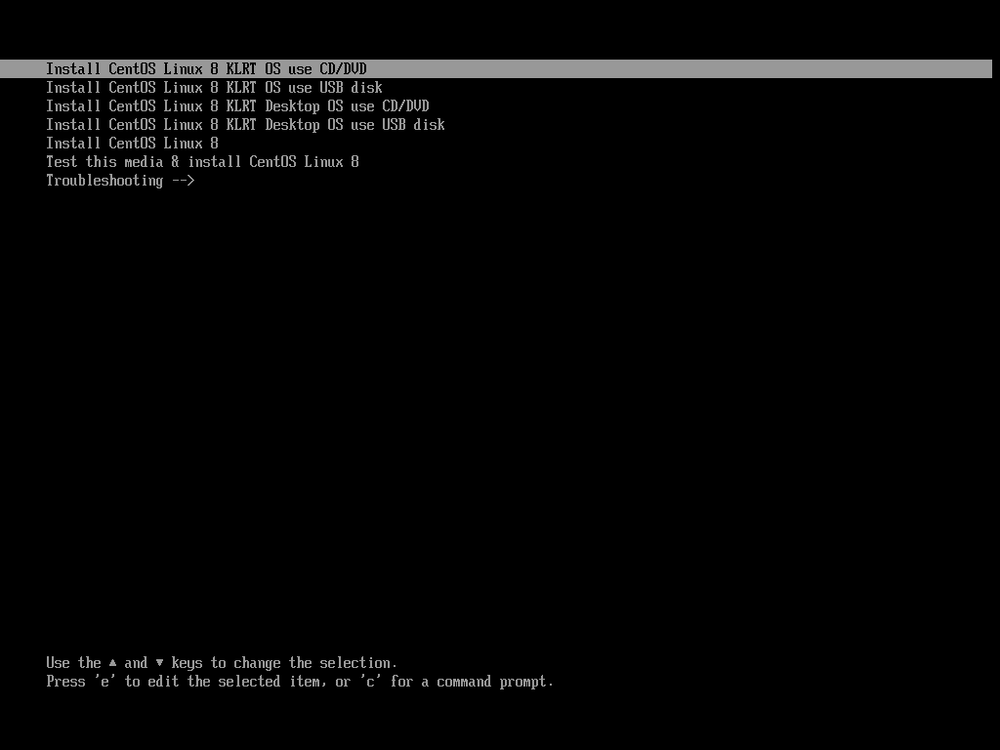 Install CentOS Linux 8 KLRT OS use CD/DVD
Install CentOS Linux 8 KLRT OS use USB disk
Install CentOS Linux 8 KLRT Desktop OS use CD/DVD
Install CentOS Linux 8 KLRT Desktop OS use USB disk
Install CentOS Linux 8
Test this media & install CentOS Linux 8
Troubleshooting -->
Use the ▲ and ▼ keys to change the selection.
Press 'e' to edit the selected item, or 'c' for a command prompt.